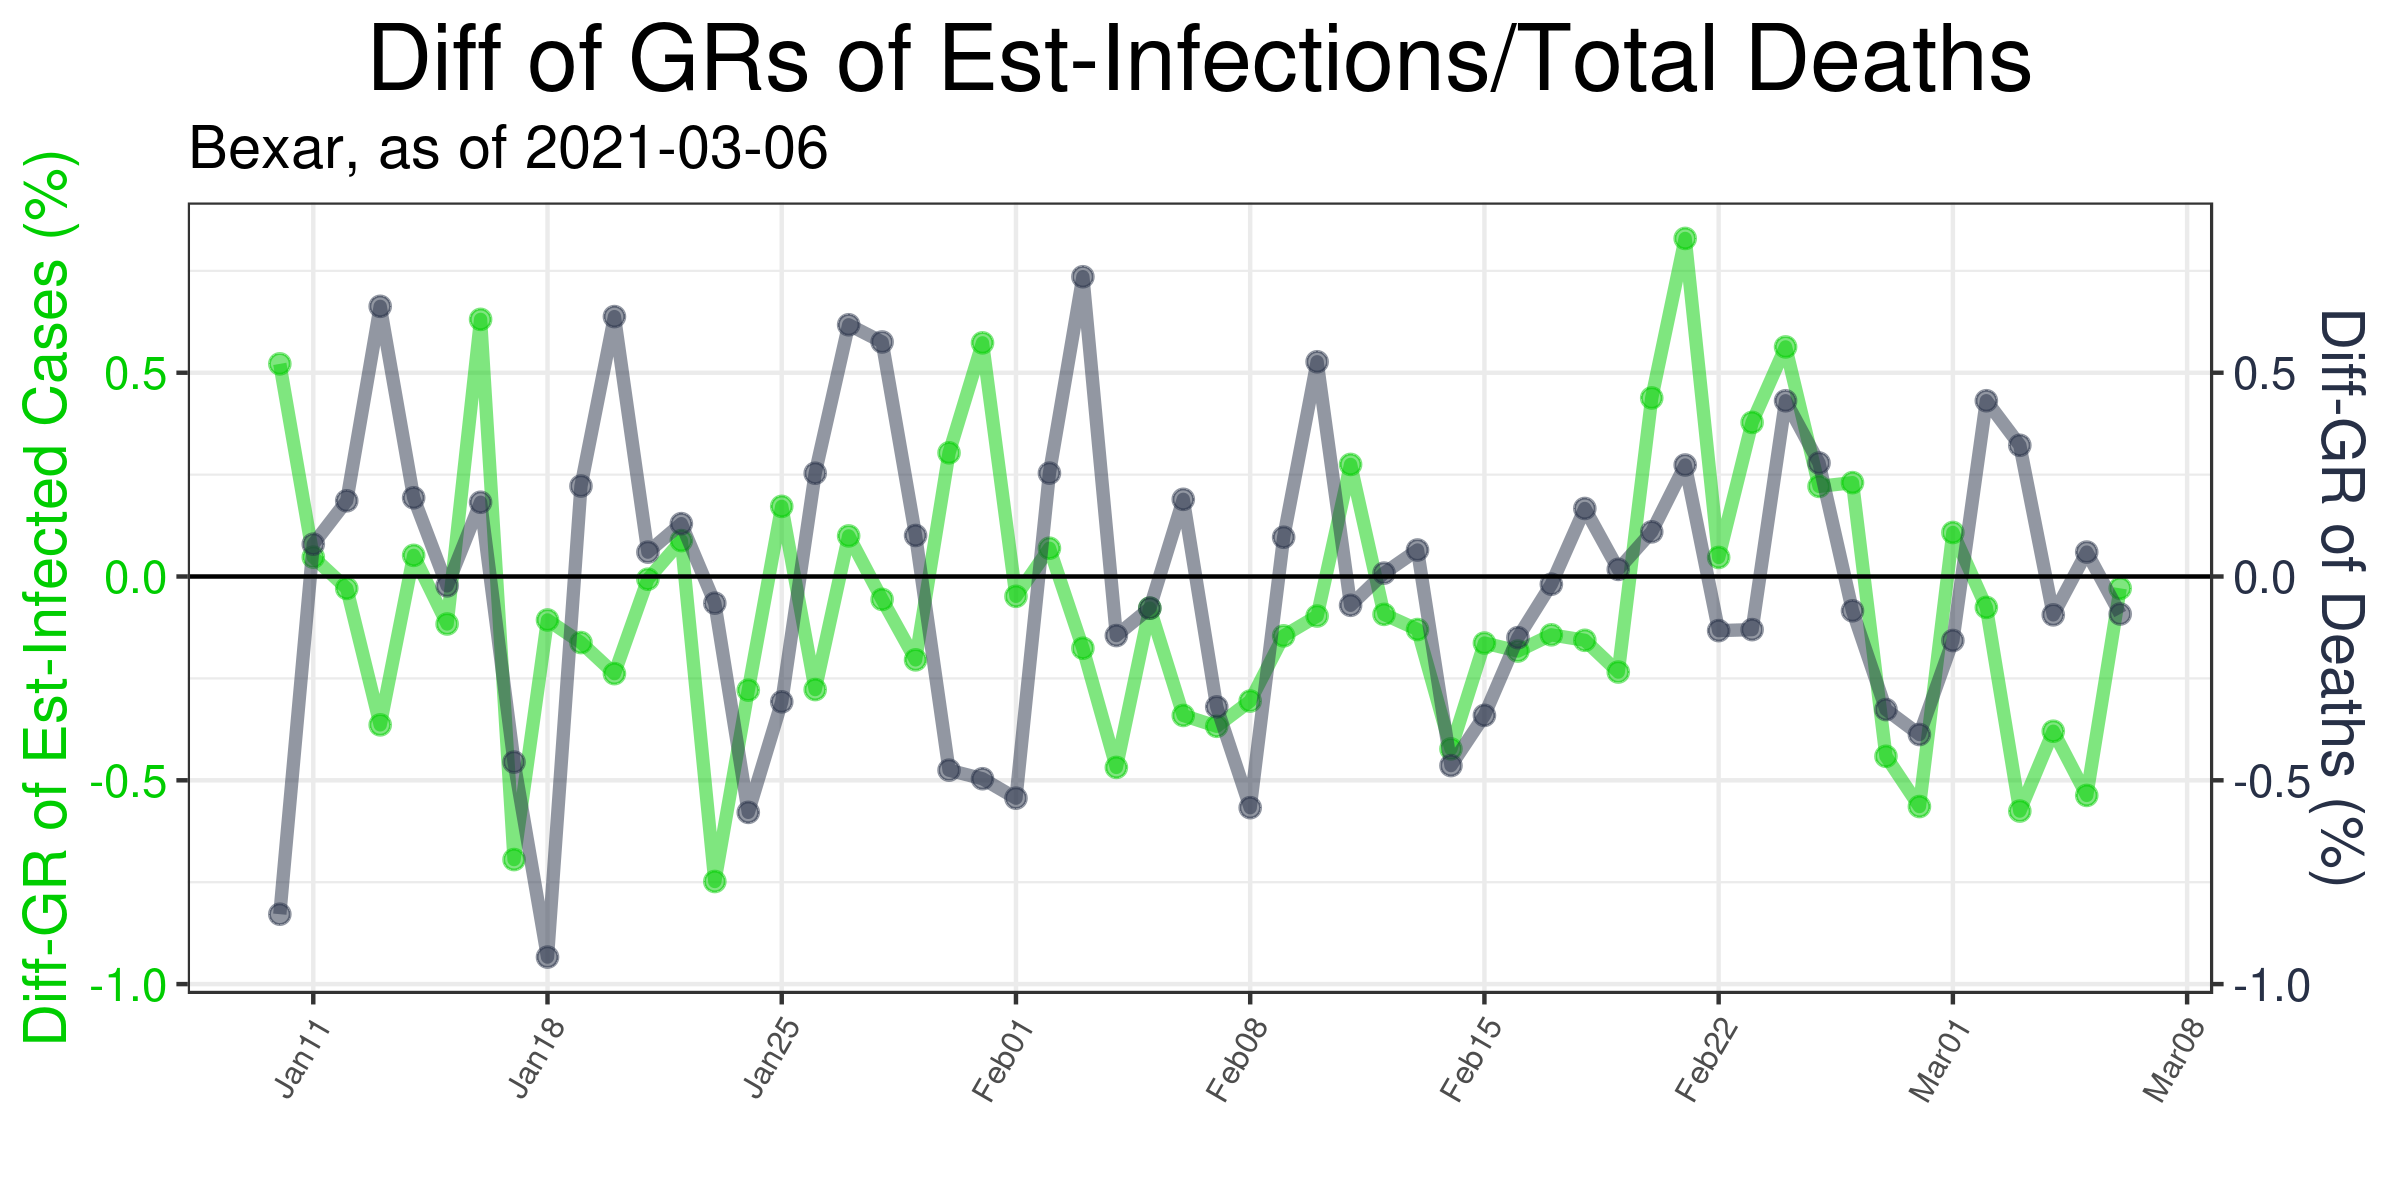 Diff of GRs of Est-Infections/Total Deaths
Bexar, as of 2021-03-06
Diff-GR of Est-Infected Cases (%)
0.5
0.0
-0.5
-1.0
0.5
0.0
-0.5
-1.0
Diff-GR of Deaths (%)
Jan11
Jan18
Jan25
Feb01
Feb08
Feb15
Feb22
Mar01
Mar08